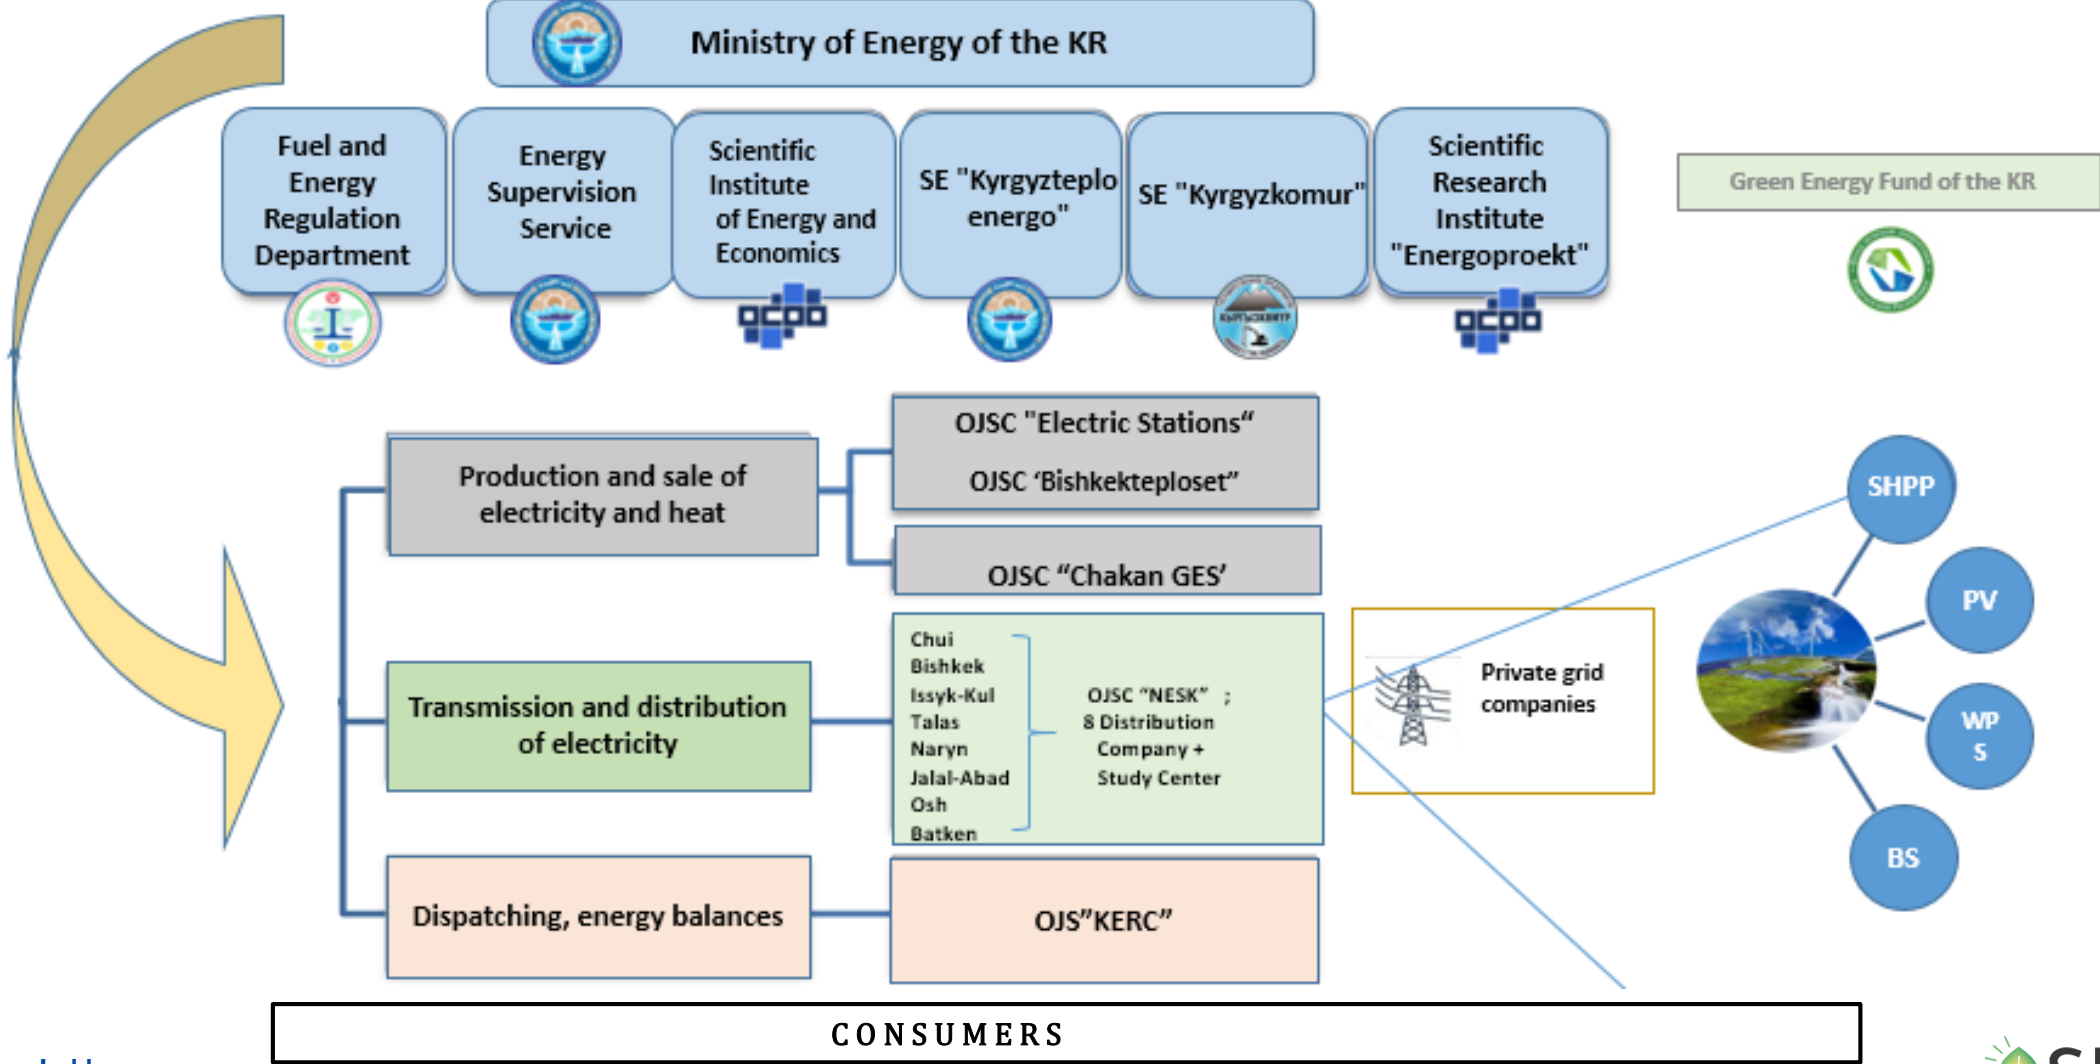 Ministry of Energy of the KR
Fuel and
Energy
Regulation
Department
Energy
Supervision
Service
Scientific
Institute
of Energy and
Economics
SE "Kyrgyzteplo
energo"
SE "Kyrgyzkomur"
Scientific
Research
Institute
"Energoproekt"
Green Energy Fund of the KR
Production and sale of
electricity and heat
OJSC "Electric Stations“
OJSC ‘Bishkekteploset”
OJSC “Chakan GES’
Transmission and distribution
of electricity
Chui
Bishkek
Issyk-Kul
Talas
Naryn
Jalal-Abad
Osh
Batken
OJSC “NESK” ;
8 Distribution
Company +
Study Center
Private grid
companies
Dispatching, energy balances
OJS”KERC”
SHPP
PV
WP
S
BS
CONSUMERS